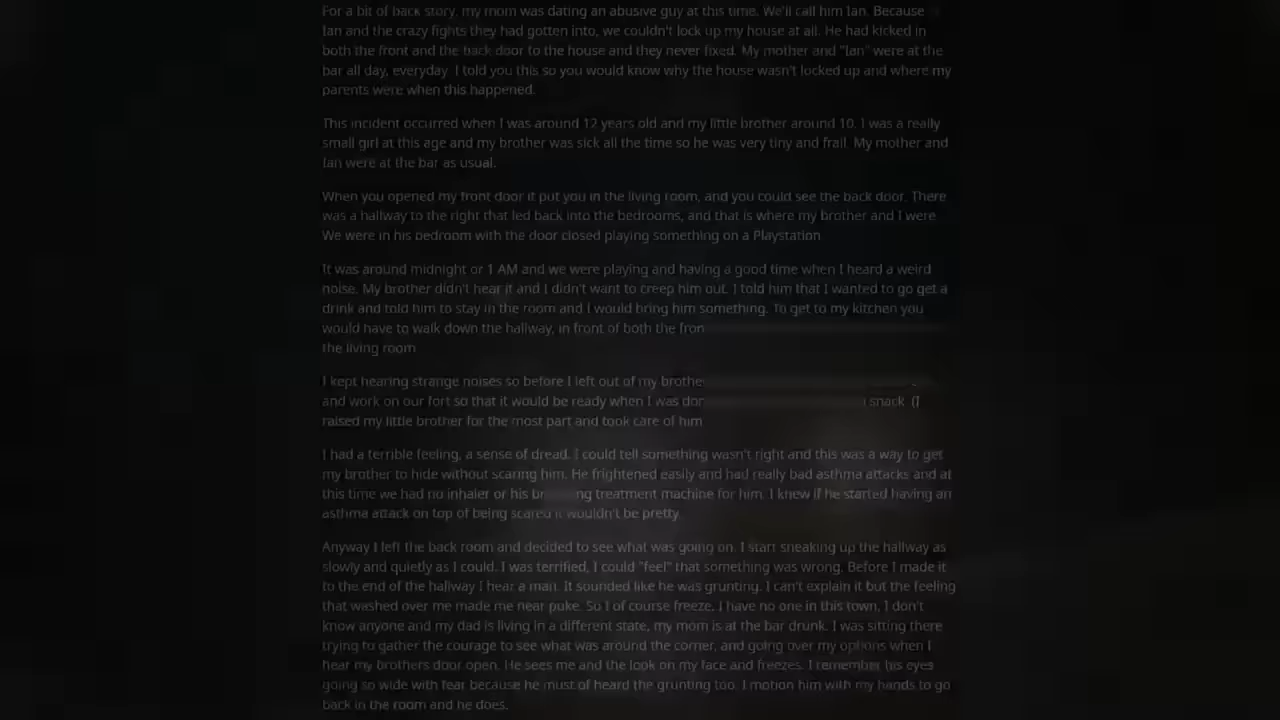 For a bit of back story, my mom was dating an abusive guy at this time. We'll call him Ian. Because
Ian and the crazy fights they had gotten into, we couldn't lock up my house at all. He had kicked in
both the front and the back door to the house and they never fixed. My mother and "Ian" were at the
bar all day, everyday. I told you this so you would know why the house wasn't locked up and where my
parents were when this happened.
This incident occurred when I was around 12 years old and my little brother around 10. I was a really
small girl at this age and my brother was sick all the time so he was very tiny and frail. My mother and
Ian were at the bar as usual.
When you opened my front door it put you in the living room, and you could see the back door. There
was a hallway to the right that led back into the bedrooms, and that is where my brother and I were.
We were in his bedroom with the door closed playing something on a Playstation.
It was around midnight or 1 AM and we were playing and having a good time when I heard a weird
noise. My brother didn't hear it and I didn't want to creep him out. I told him that I wanted to go get a
drink and told him to stay in the room and I would bring him something. To get to my kitchen you
would have to walk down the hallway, in front of both the fron
the living room
I kept hearing strange noises so before I left out of my brothe
and work on our fort so that it would be ready when I was snack (I
raised my little brother for the most part and took care of him
I had a terrible feeling, a sense of dread. I could tell something wasn't right and this was a way to get
my brother to hide without scaring him. He frightened easily and had really bad asthma attacks and at
this time we had no inhaler or his treatment machine for him. I knew if he started having an
asthma attack on top of being scared it wouldn't be pretty.
Anyway I left the back room and decided to see what was going on. I start sneaking up the hallway as
slowly and quietly as I could. I was terrified, I could "feel" that something was wrong. Before I made it
to the end of the hallway I hear a man. It sounded like he was grunting. I can't explain it but the feeling
that washed over me made me near puke. So I of course freeze. I have no one in this town, I don't
know anyone and my dad is living in a different state, my mom is at the bar drunk. I was sitting there
trying to gather the courage to see what was around the corner, and going over my options when I
hear my brothers door open. He sees me and the look on my face and freezes. I remember his eyes
going so wide with fear because he must of heard the grunting too. I motion him with my hands to go
back in the room and he does.